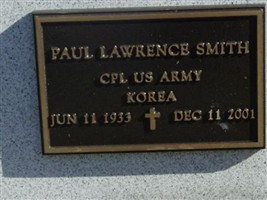 PAUL LAWRENCE SMITH
CPL US ARMY
KOREA
JUN 11 1933 DEC 11 2001